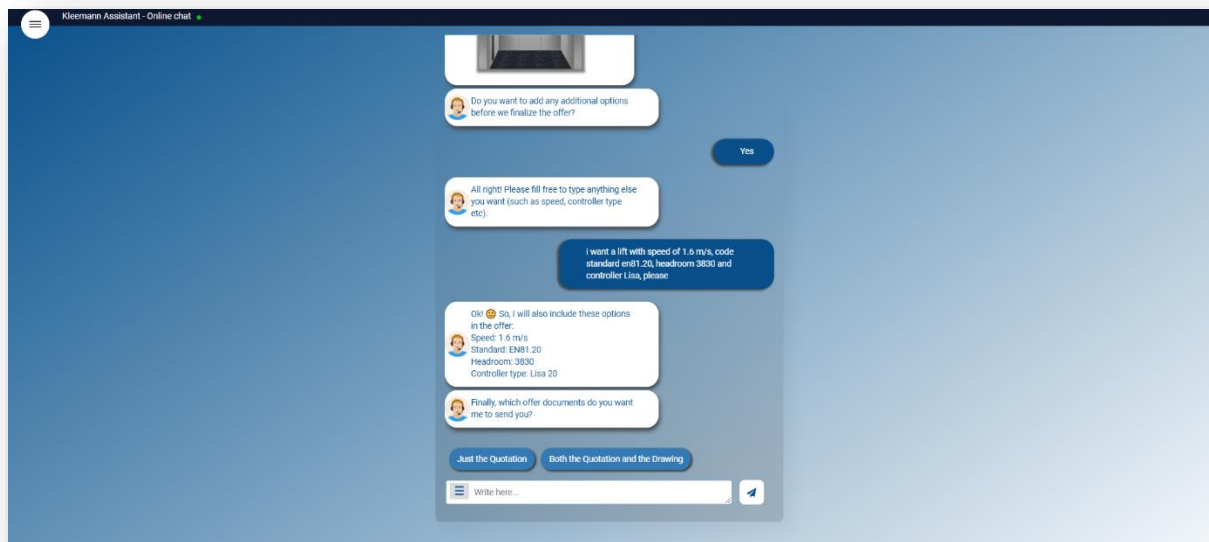 Kleemann Assistant - Online chat
Do you want to add any additional options
before we finalize the offer?
Yes
All right! Please fill free to type anything else
you want (such as speed, controller type
etc).
i want a lift with speed of 1.6 m/s, code
standard en81.20, headroom 3830 and
controller Lisa, please
Ok! 😊 So, I will also include these options
in the offer:
Speed: 1.6 m/s
Standard: EN81.20
Headroom: 3830
Controller type: Lisa 20
Finally, which offer documents do you want
me to send you?
Just the Quotation
Both the Quotation and the Drawing
Write here...